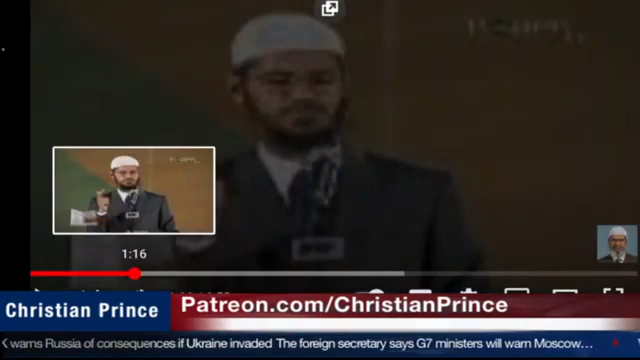 1:16
Christian Prince
Patreon.com/ChristianPrince
K warns Russia of consequences if Ukraine invaded The foreign secretary says G7 ministers will warn Moscow…